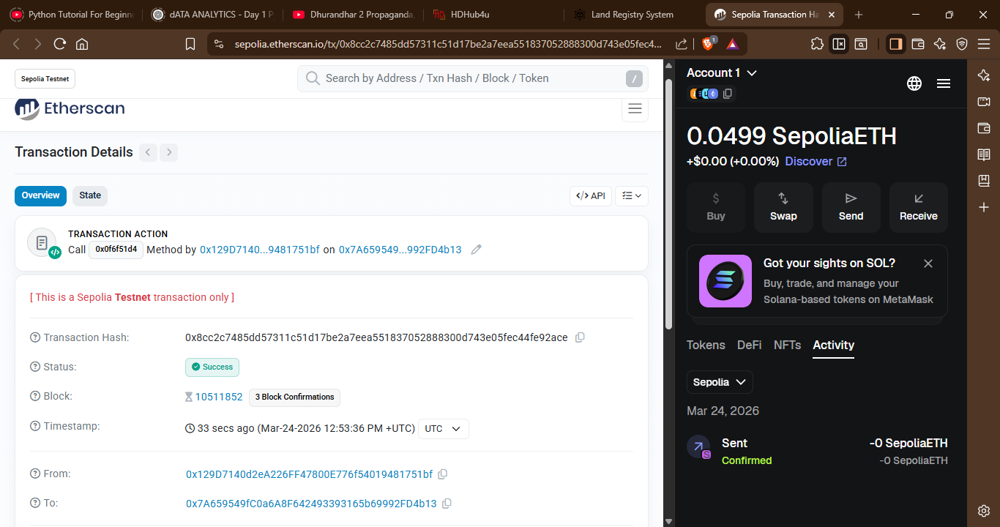 Python Tutorial For Beginne
dATA ANALYTICS - Day 1 P
Dhurandhar 2 Propaganda,
HDHub4u
Land Registry System
Sepolia Transaction Ha
sepolia.etherscan.io/tx/0x8cc2c7485dd57311c51d17be2a7eea551837052888300d743e05fec4...
1
Sepolia Testnet
Search by Address / Txn Hash / Block / Token
/
Etherscan
Transaction Details
Overview
State
API
TRANSACTION ACTION
Call 0x0f6f51d4 Method by 0x129D7140...9481751bf on 0x7A659549...992FD4b13
[ This is a Sepolia Testnet transaction only ]
Transaction Hash:
0x8cc2c7485dd57311c51d17be2a7eea551837052888300d743e05fec44fe92ace
Status:
Success
Block:
10511852
3 Block Confirmations
Timestamp:
33 secs ago (Mar-24-2026 12:53:36 PM +UTC)
UTC
From:
0x129D7140d2eA226FF47800E776f54019481751bf
To:
0x7A659549fC0a6A8F642493393165b69992FD4b13
Account 1
0.0499 SepoliaETH
+$0.00 (+0.00%) Discover
Buy
Swap
Send
Receive
Got your sights on SOL?
Buy, trade, and manage your
Solana-based tokens on MetaMask
Tokens
DeFi
NFTs
Activity
Sepolia
Mar 24, 2026
Sent
-0 SepoliaETH
Confirmed
-0 SepoliaETH